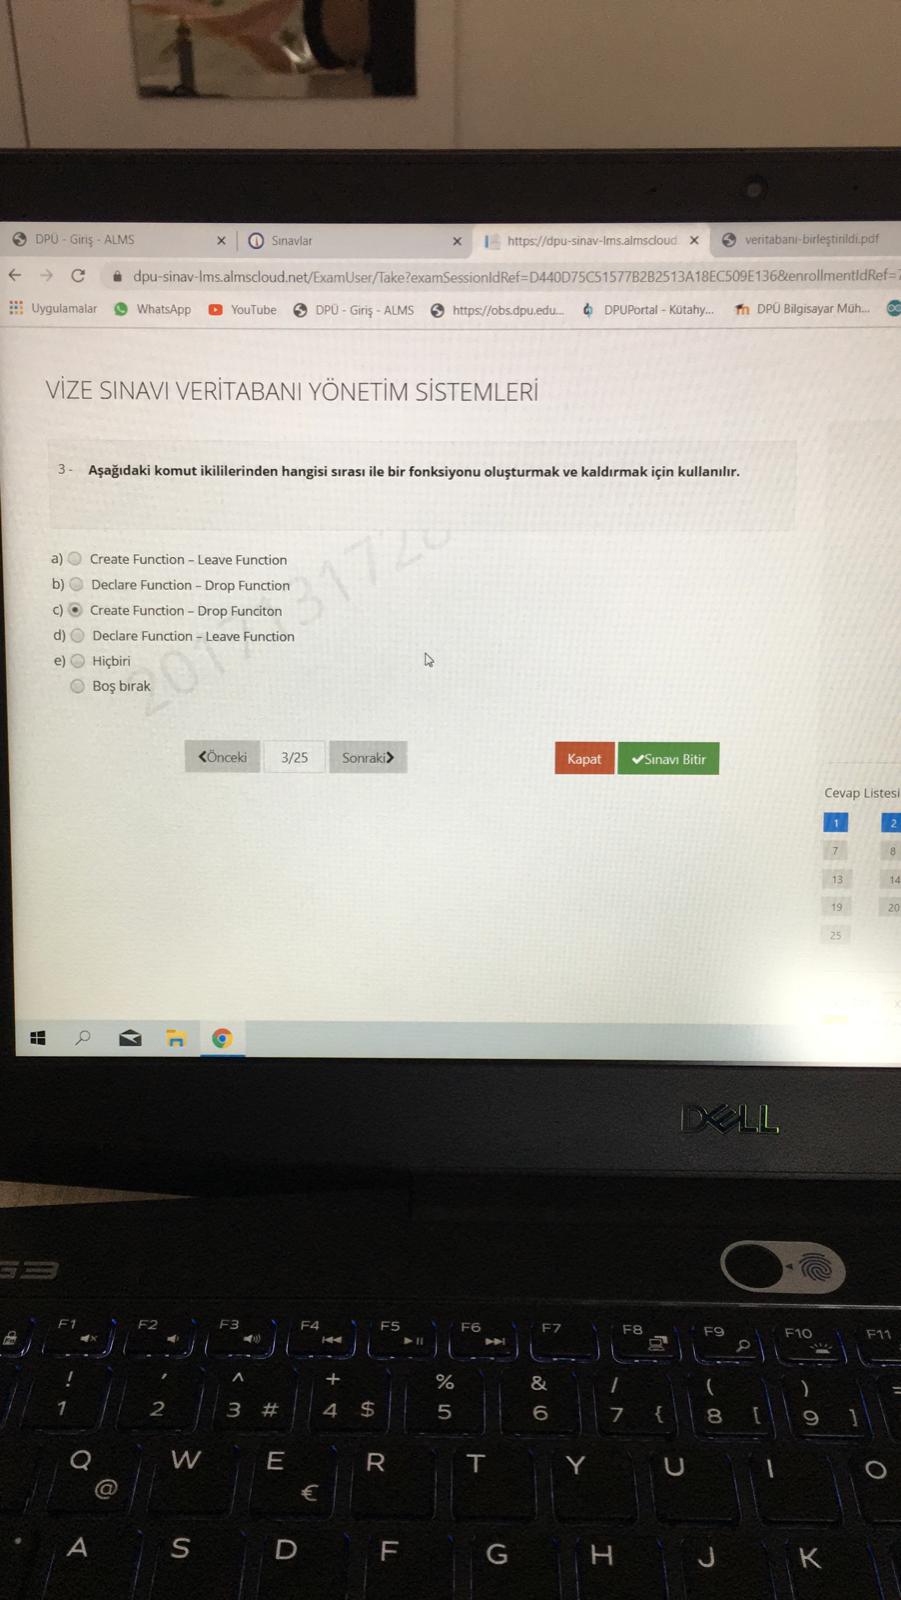 DPÜ - Giriş - ALMS
Sınavlar
https://dpu-sinav-lms.almscloud
veritabanı-birleştirildi.pdf
dpu-sinav-lms.almscloud.net/ExamUser/Take?examSessionIdRef=D440D75C51577B2B2513A18EC509E136&enrollmentIdRef=
Uygulamalar
WhatsApp
YouTube
DPÜ - Giriş - ALMS
https://obs.dpu.edu...
DPUPortal - Kütahy...
DPÜ Bilgisayar Müh...
VİZE SINAVI VERİTABANI YÖNETİM SİSTEMLERİ
3 - Aşağıdaki komut ikililerinden hangisi sırası ile bir fonksiyonu oluşturmak ve kaldırmak için kullanılır.
a) Create Function – Leave Function
b) Declare Function – Drop Function
c) Create Function – Drop Funciton
d) Declare Function – Leave Function
e) Hiçbiri
Boş bırak
Önceki
3/25
Sonraki
Kapat
Sınavı Bitir
Cevap Listesi
1 2
7 8
13 14
19 20
25
DELL
G3
F1 F2 F3 F4 F5 F6 F7 F8 F9 F10 F11
! ' ^ + % & / ( )
1 2 3 # 4 $ 5 6 7 { 8 [ 9 ]
Q W E R T Y U I O
@ €
A S D F G H J K